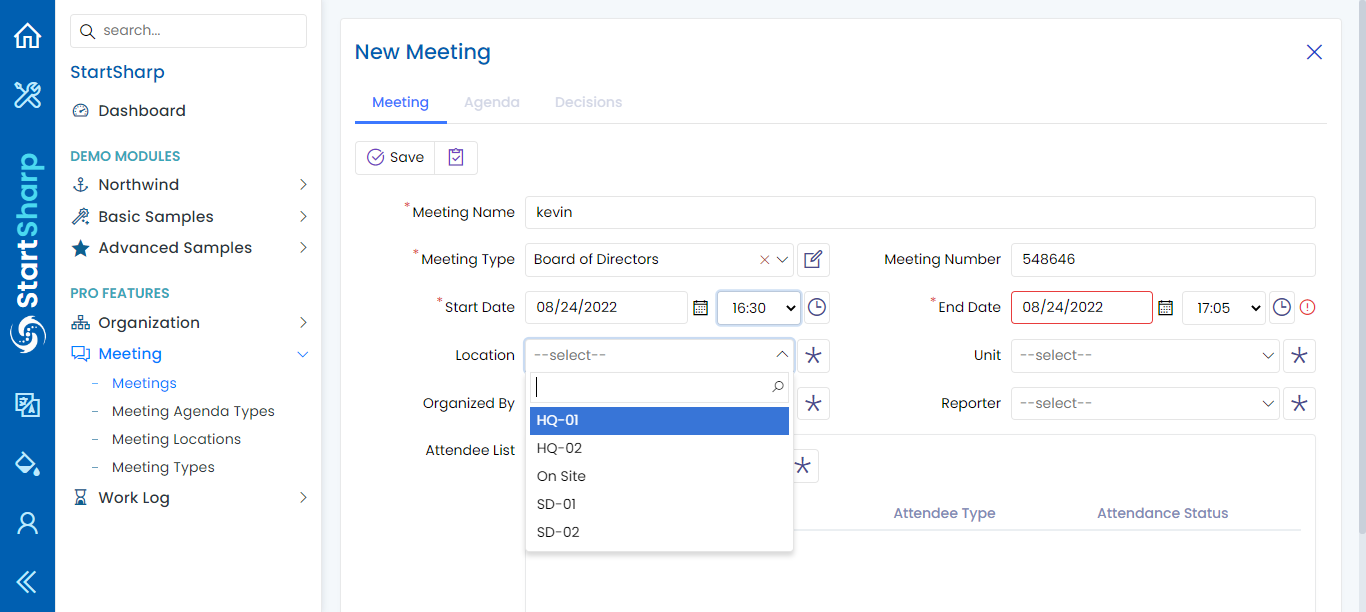 search...
StartSharp
Dashboard
DEMO MODULES
Northwind
Basic Samples
Advanced Samples
PRO FEATURES
Organization
Meeting
– Meetings
– Meeting Agenda Types
– Meeting Locations
– Meeting Types
Work Log
StartSharp
New Meeting
Meeting Agenda Decisions
Save
*Meeting Name kevin
*Meeting Type Board of Directors Meeting Number 548646
*Start Date 08/24/2022 16:30 *End Date 08/24/2022 17:05
Location --select-- Unit --select--
Organized By Reporter --select--
HQ-01
HQ-02
On Site
SD-01
SD-02
Attendee List
Attendee Type Attendance Status